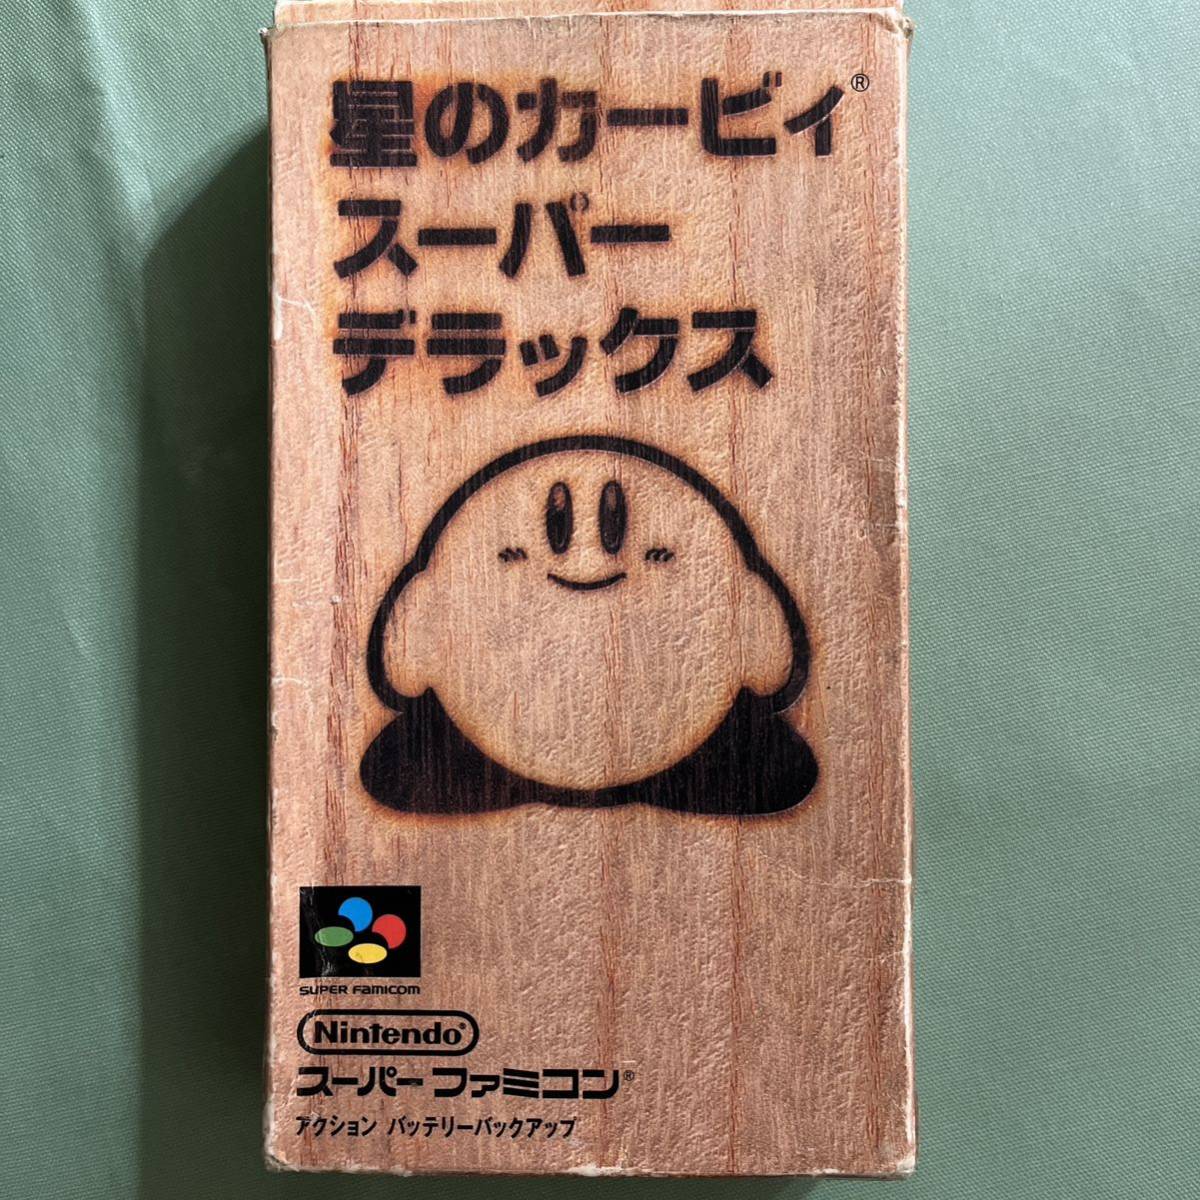 星のカービィ®
スーパー
デラックス
SUPER FAMICOM
Nintendo®
スーパーファミコン®
アクション バッテリーバックアップ